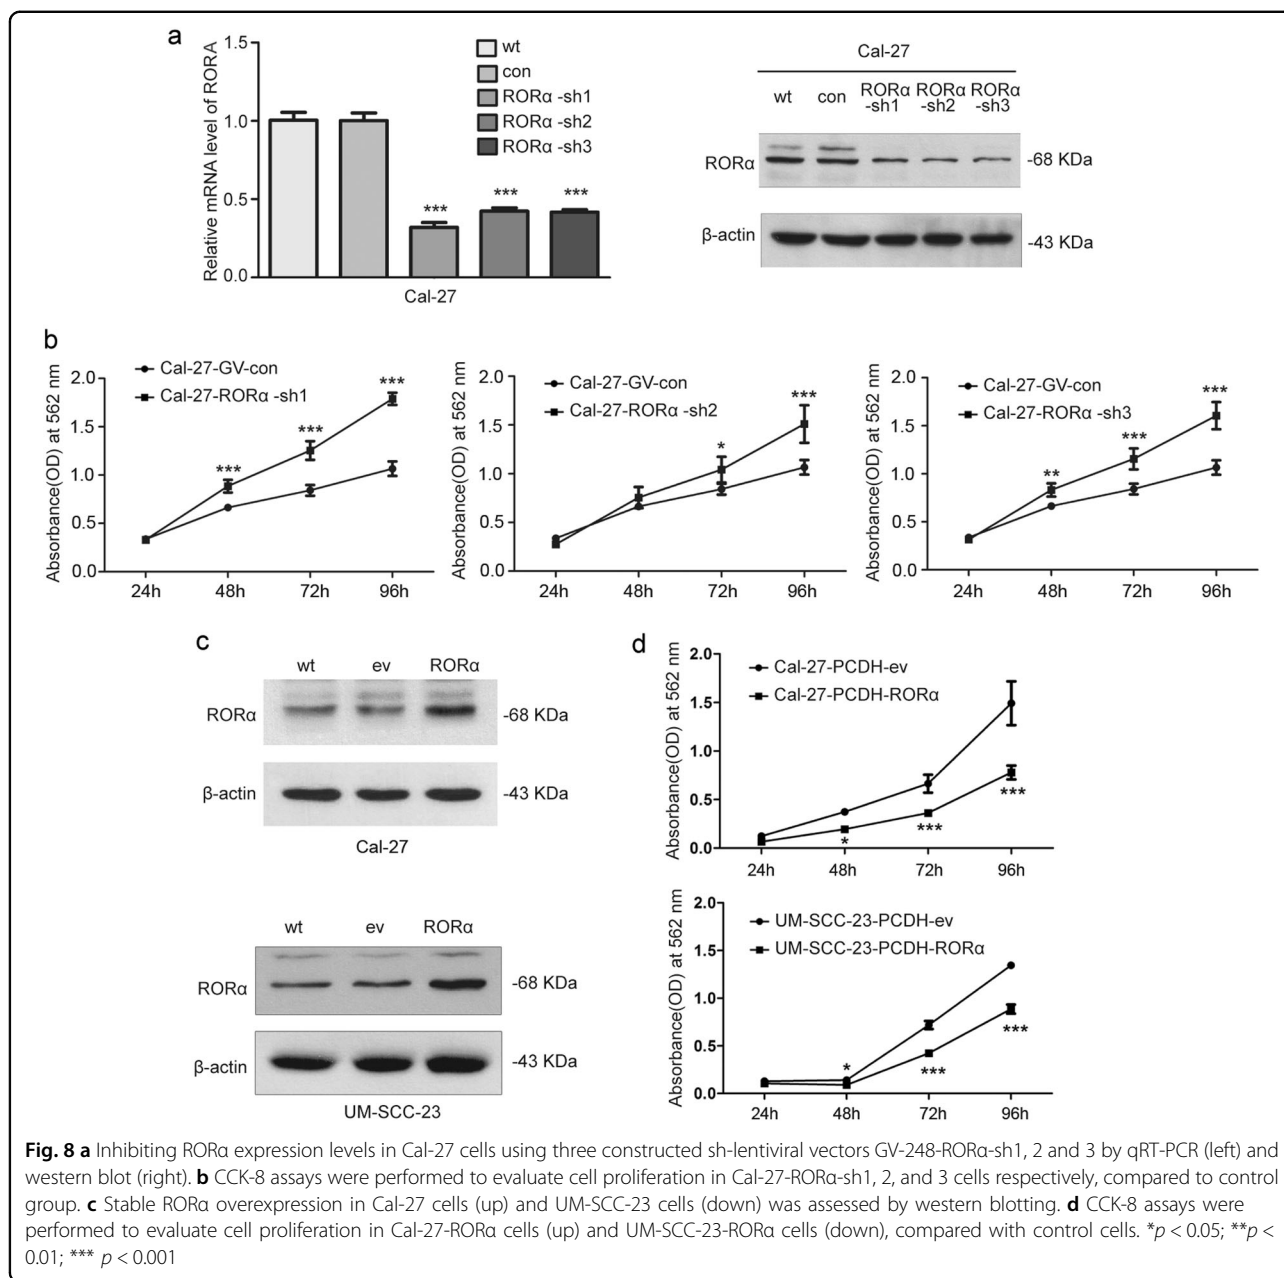 a
Relative mRNA level of RORA
1.5
1.0
0.5
0.0
wt
con
RORα -sh1
RORα -sh2
RORα -sh3
***
***
***
Cal-27
Cal-27
wt con RORα -sh1 RORα -sh2 RORα -sh3
RORα
-68 KDa
β-actin
-43 KDa
b
Absorbance(OD) at 562 nm
2.0
1.5
1.0
0.5
0.0
Cal-27-GV-con
Cal-27-RORα -sh1
***
***
***
24h 48h 72h 96h
Absorbance(OD) at 562 nm
2.0
1.5
1.0
0.5
0.0
Cal-27-GV-con
Cal-27-RORα -sh2
*
***
24h 48h 72h 96h
Absorbance(OD) at 562 nm
2.0
1.5
1.0
0.5
0.0
Cal-27-GV-con
Cal-27-RORα -sh3
**
***
***
24h 48h 72h 96h
c
wt ev RORα
RORα
-68 KDa
β-actin
-43 KDa
Cal-27
wt ev RORα
RORα
-68 KDa
β-actin
-43 KDa
UM-SCC-23
d
Absorbance(OD) at 562 nm
2.0
1.5
1.0
0.5
0.0
Cal-27-PCDH-ev
Cal-27-PCDH-RORα
*
***
***
24h 48h 72h 96h
Absorbance(OD) at 562 nm
2.0
1.5
1.0
0.5
0.0
UM-SCC-23-PCDH-ev
UM-SCC-23-PCDH-RORα
*
***
***
24h 48h 72h 96h
Fig. 8 a Inhibiting RORα expression levels in Cal-27 cells using three constructed sh-lentiviral vectors GV-248-RORα-sh1, 2 and 3 by qRT-PCR (left) and
western blot (right). b CCK-8 assays were performed to evaluate cell proliferation in Cal-27-RORα-sh1, 2, and 3 cells respectively, compared to control
group. c Stable RORα overexpression in Cal-27 cells (up) and UM-SCC-23 cells (down) was assessed by western blotting. d CCK-8 assays were
performed to evaluate cell proliferation in Cal-27-RORα cells (up) and UM-SCC-23-RORα cells (down), compared with control cells. *p < 0.05; **p <
0.01; *** p < 0.001